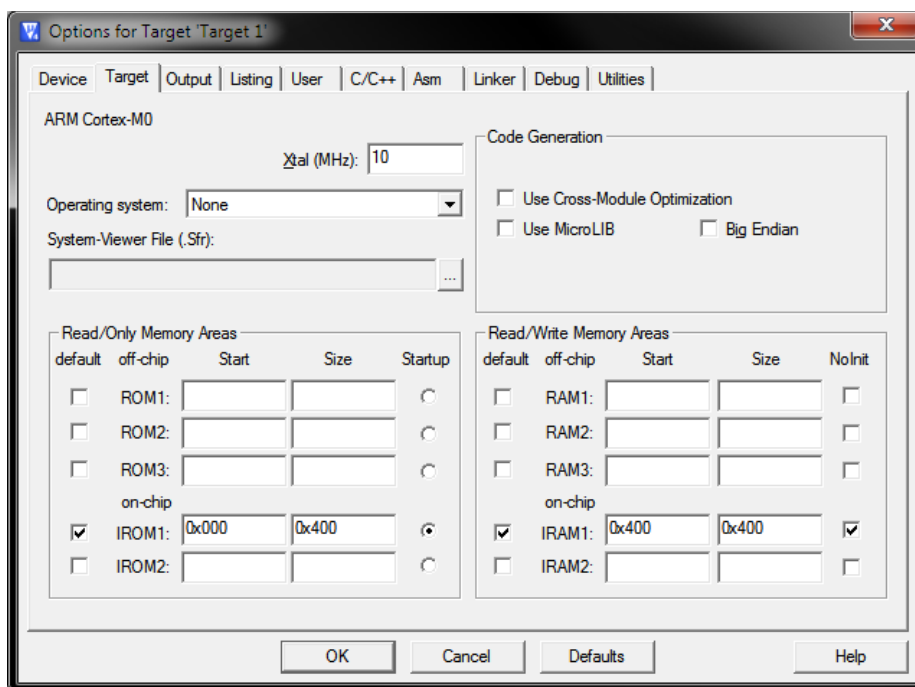 Options for Target 'Target 1'
Device Target Output Listing User C/C++ Asm Linker Debug Utilities
ARM Cortex-M0
Xtal (MHz): 10
Operating system: None
System-Viewer File (.Sfr):
...
Code Generation
Use Cross-Module Optimization
Use MicroLIB Big Endian
Read/Only Memory Areas
default off-chip Start Size Startup
ROM1:
ROM2:
ROM3:
on-chip
IROM1: 0x000 0x400
IROM2:
Read/Write Memory Areas
default off-chip Start Size NoInit
RAM1:
RAM2:
RAM3:
on-chip
IRAM1: 0x400 0x400
IRAM2:
OK Cancel Defaults Help